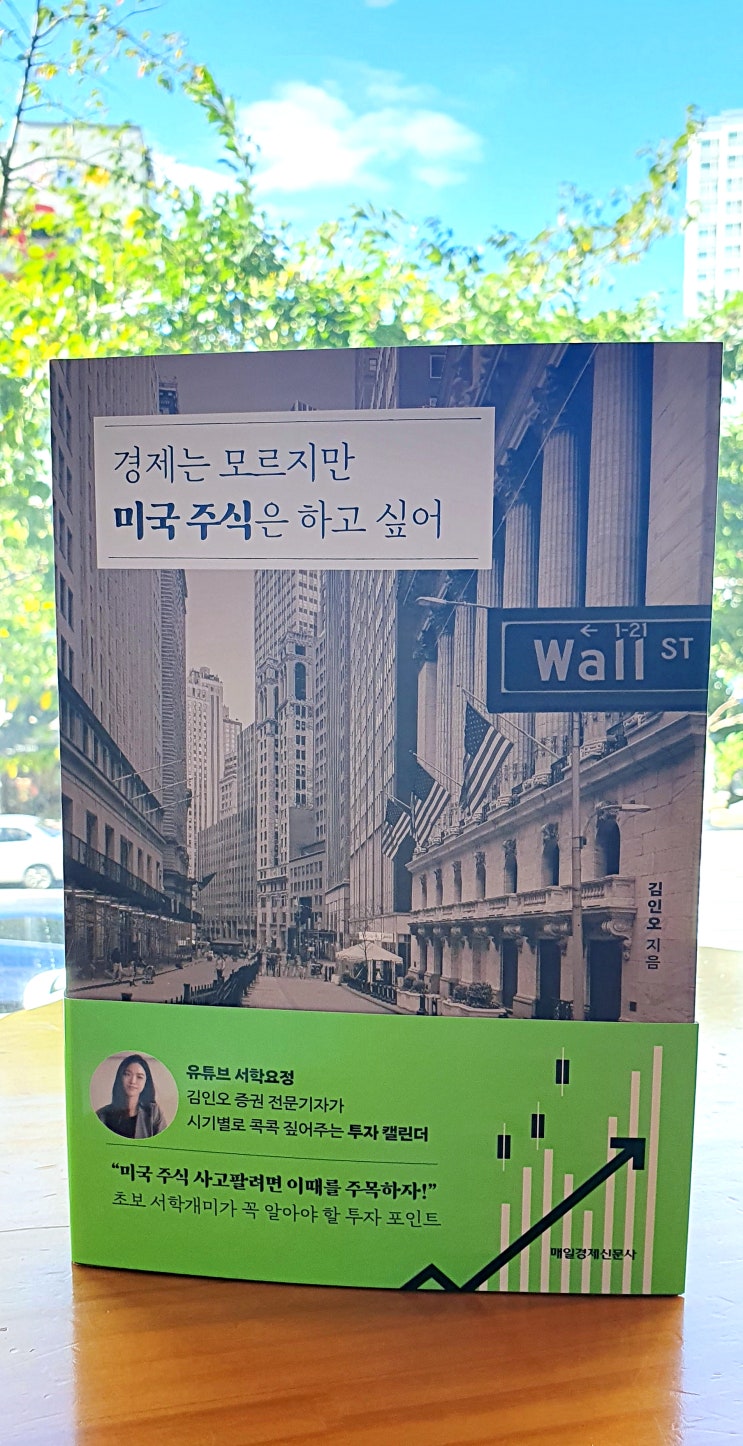 경제는 모르지만
미국 주식은 하고 싶어
← 1-21
Wall ST
김인오 지음
유튜브 서학요정
김인오 증권 전문기자가
시기별로 콕콕 짚어주는 투자 캘린더
“미국 주식 사고팔려면 이때를 주목하자!”
초보 서학개미가 꼭 알아야 할 투자 포인트
매일경제신문사